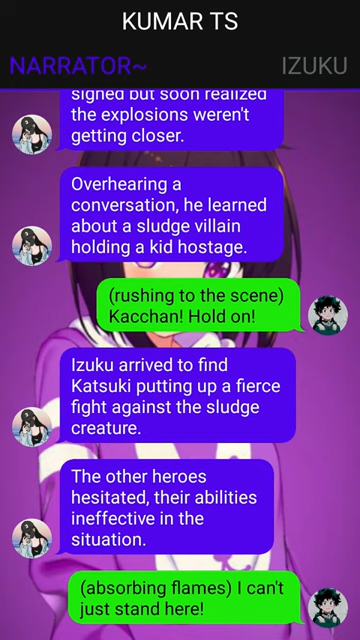 KUMAR TS
NARRATOR~
IZUKU
signed but soon realized
the explosions weren't
getting closer.
Overhearing a
conversation, he learned
about a sludge villain
holding a kid hostage.
(rushing to the scene)
Kacchan! Hold on!
Izuku arrived to find
Katsuki putting up a fierce
fight against the sludge
creature.
The other heroes
hesitated, their abilities
ineffective in the
situation.
(absorbing flames) I can't
just stand here!